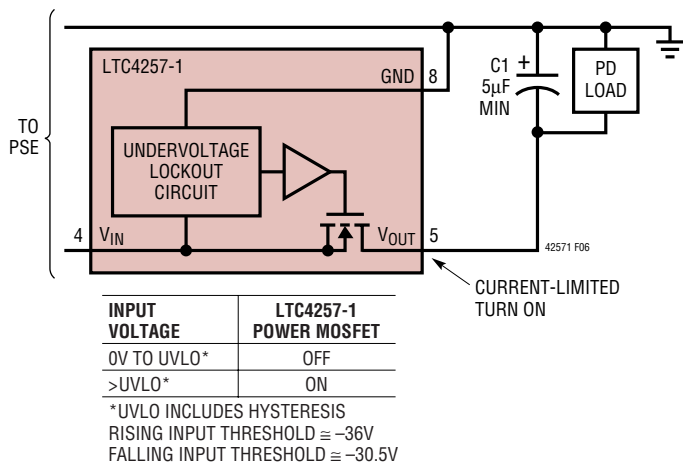 LTC4257-1
GND 8
C1 +
5µF
MIN
PD
LOAD
TO
PSE
UNDERVOLTAGE
LOCKOUT
CIRCUIT
4 VIN
VOUT 5
42571 F06
CURRENT-LIMITED
TURN ON
INPUT VOLTAGE LTC4257-1 POWER MOSFET
0V TO UVLO* OFF
>UVLO* ON
*UVLO INCLUDES HYSTERESIS
RISING INPUT THRESHOLD ≅ –36V
FALLING INPUT THRESHOLD ≅ –30.5V